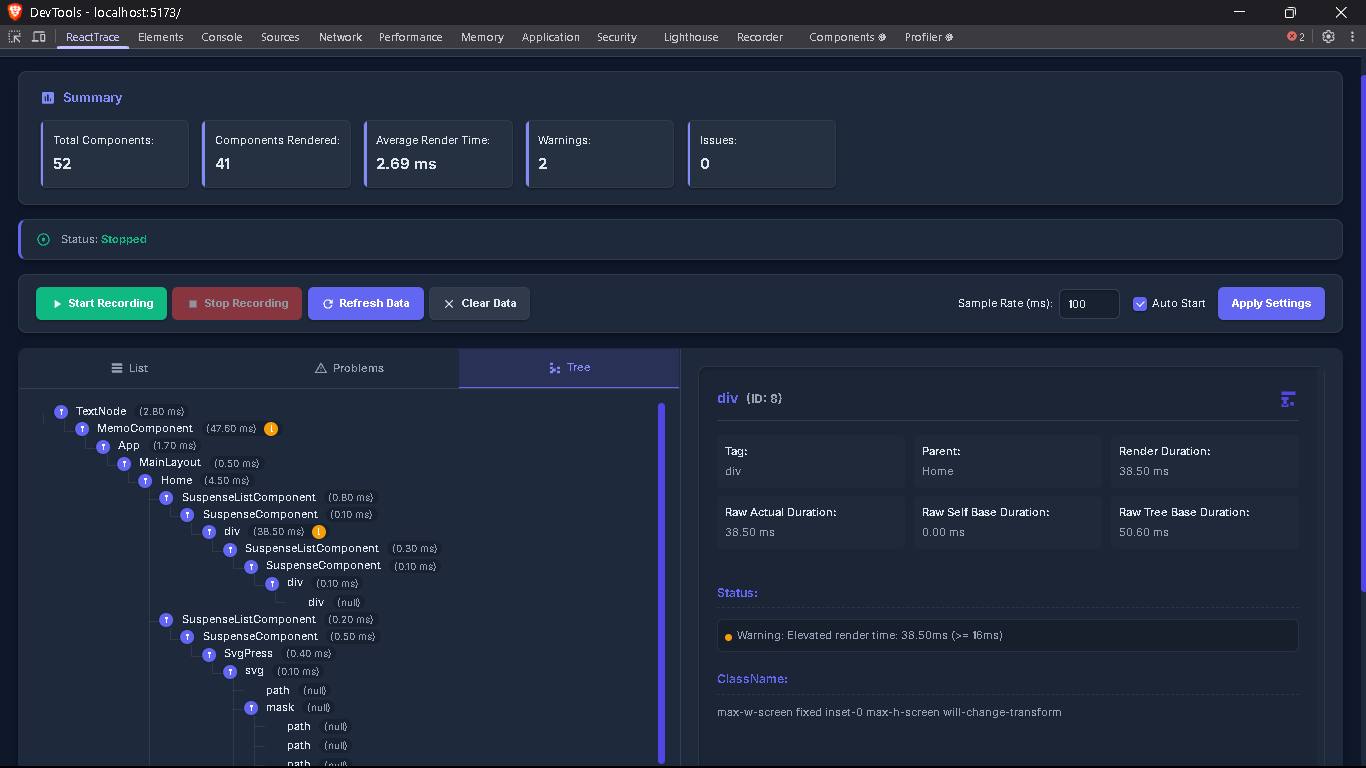 DevTools - localhost:5173/
ReactTrace Elements Console Sources Network Performance Memory Application Security Lighthouse Recorder Components Profiler 2
Summary
Total Components: Components Rendered: Average Render Time: Warnings: Issues:
52 41 2.69 ms 2 0
Status: Stopped
Start Recording Stop Recording Refresh Data Clear Data Sample Rate (ms): 100 Auto Start Apply Settings
List Problems Tree
TextNode (2.80 ms)
MemoComponent (47.60 ms)
App (1.70 ms)
MainLayout (0.50 ms)
Home (4.50 ms)
SuspenseListComponent (0.80 ms)
SuspenseComponent (0.10 ms)
div (38.50 ms)
SuspenseListComponent (0.30 ms)
SuspenseComponent (0.10 ms)
div (0.10 ms)
div (null)
SuspenseListComponent (0.20 ms)
SuspenseComponent (0.50 ms)
SvgPress (0.40 ms)
svg (0.10 ms)
path (null)
mask (null)
path (null)
path (null)
path (null)
div (ID: 8)
Tag: Parent: Render Duration:
div Home 38.50 ms
Raw Actual Duration: Raw Self Base Duration: Raw Tree Base Duration:
38.50 ms 0.00 ms 50.60 ms
Status:
Warning: Elevated render time: 38.50ms (>= 16ms)
ClassName:
max-w-screen fixed inset-0 max-h-screen will-change-transform